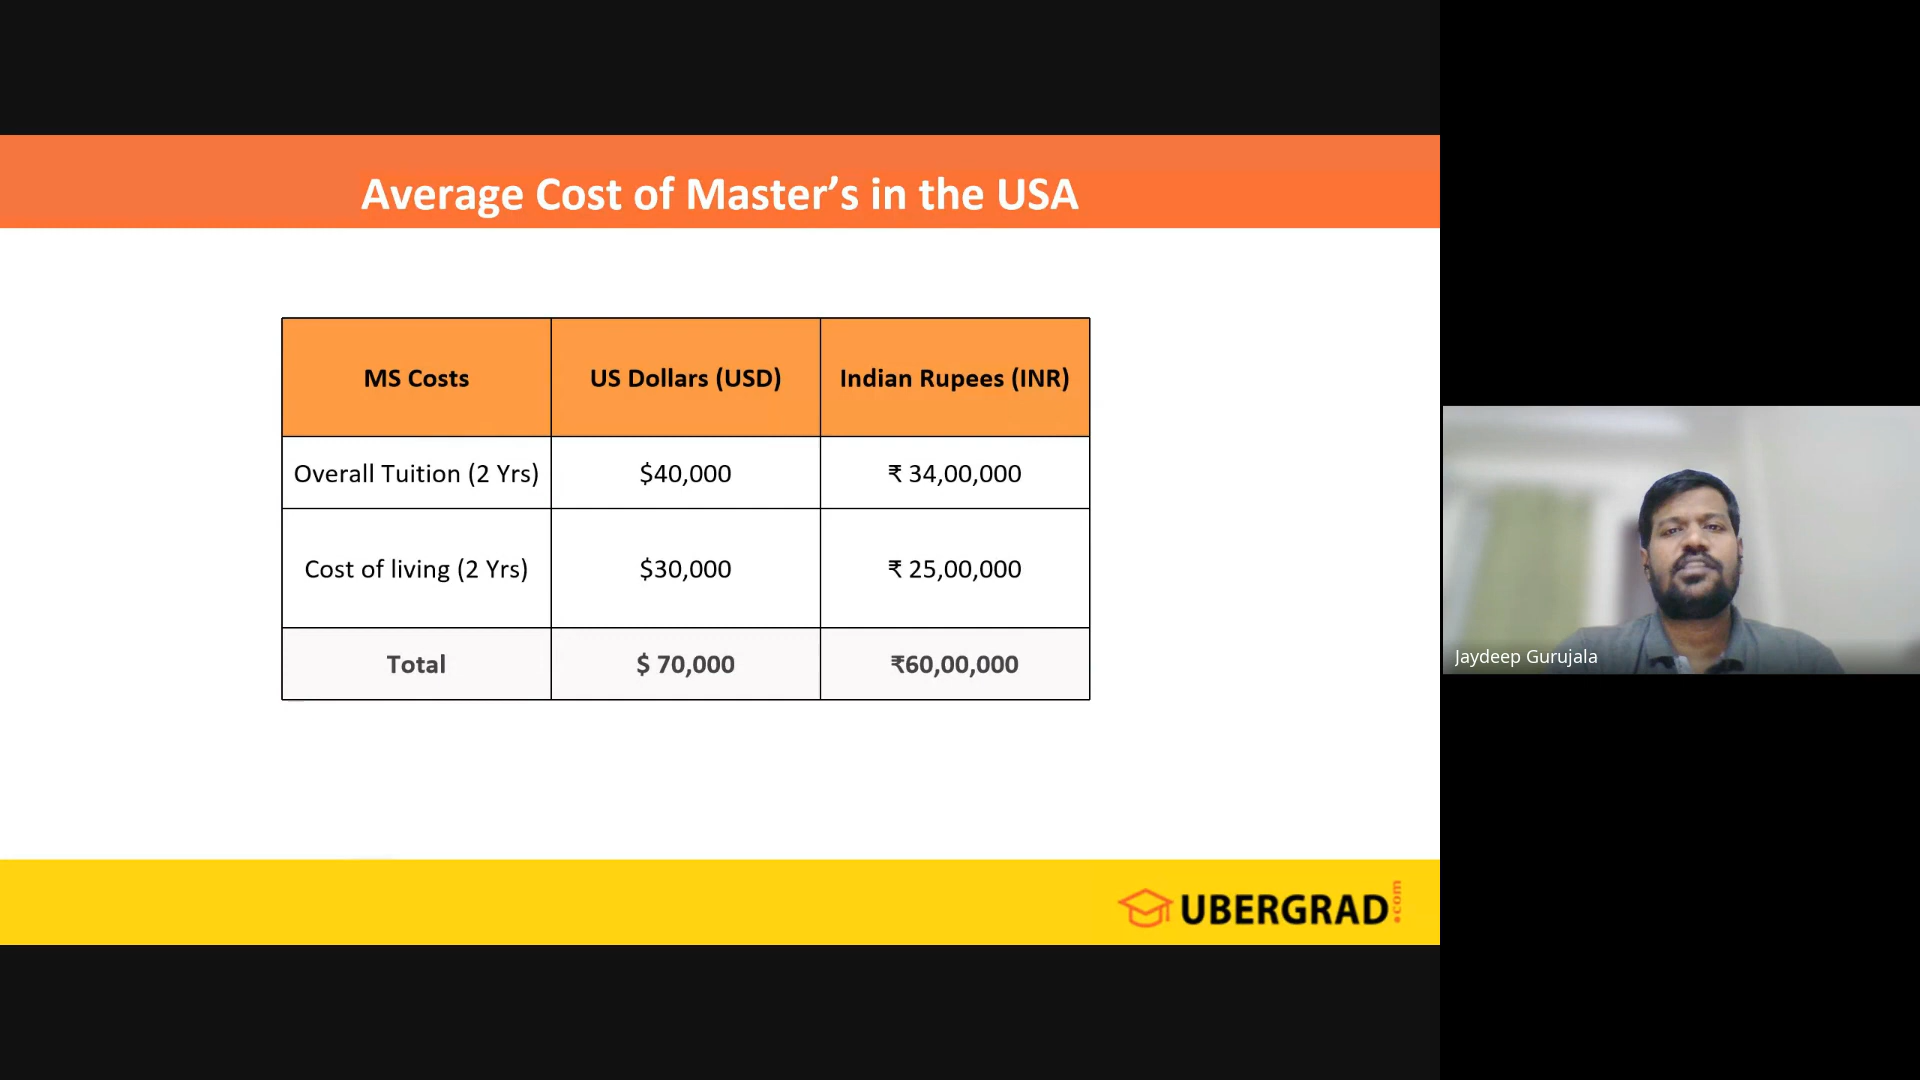 Average Cost of Master’s in the USA
MS Costs
US Dollars (USD)
Indian Rupees (INR)
Overall Tuition (2 Yrs)
$40,000
₹ 34,00,000
Cost of living (2 Yrs)
$30,000
₹ 25,00,000
Total
$ 70,000
₹60,00,000
UBERGRAD.com
Jaydeep Gurujala